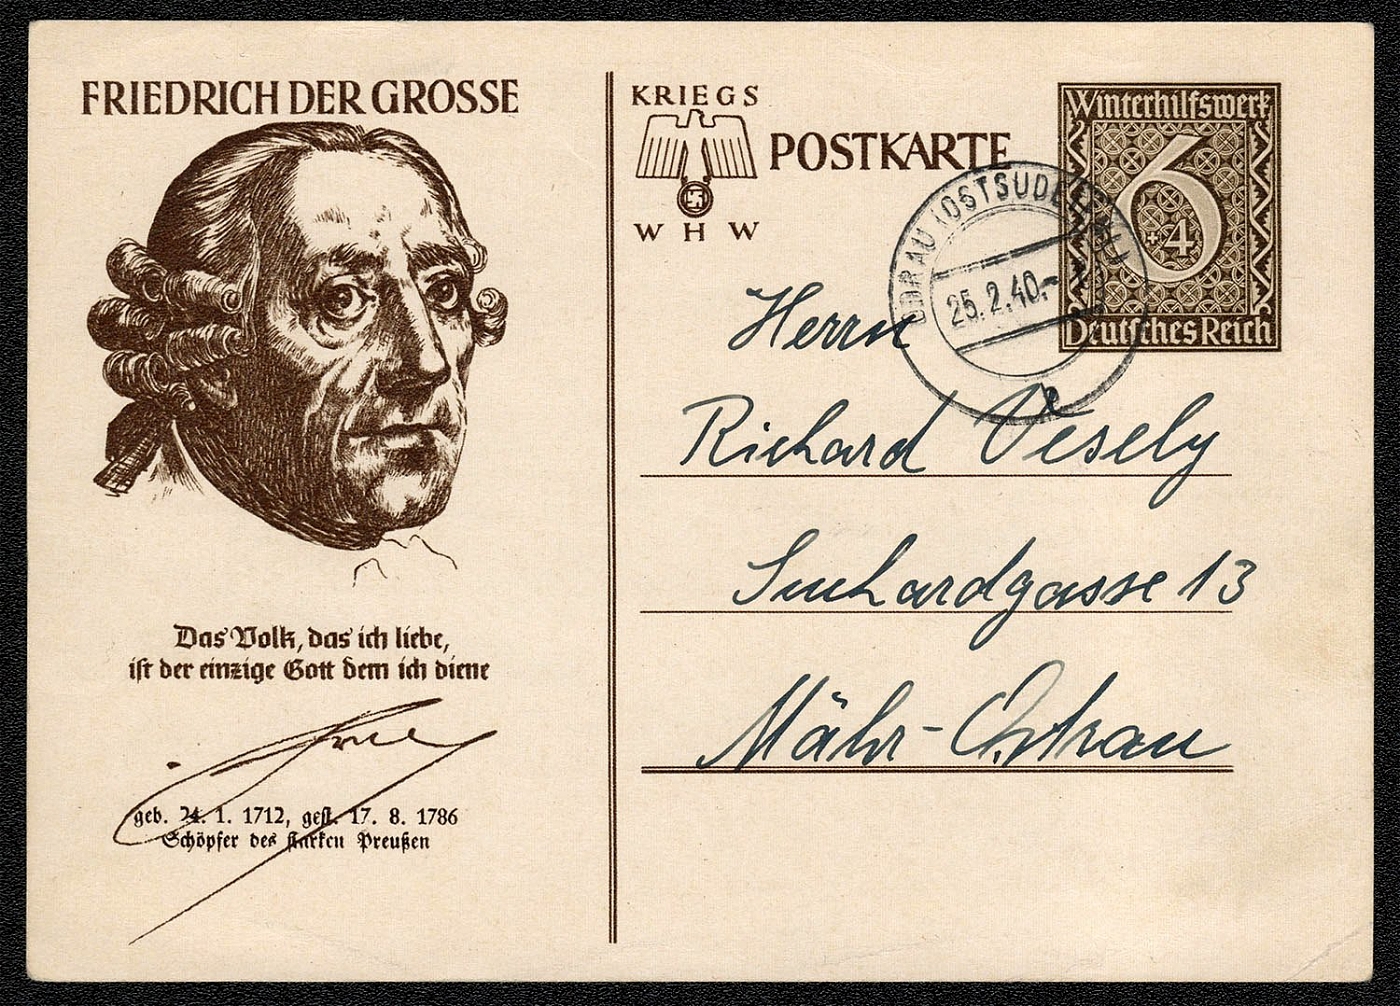 FRIEDRICH DER GROSSE
Das Volk, das ich liebe,
ist der einzige Gott dem ich diene
geb. 24. 1. 1712, gest. 17. 8. 1786
Schöpfer des starken Preußen
KRIEGS
WHW
POSTKARTE
Winterhilfswerk
6
+4
Deutsches Reich
ODRAU (OSTSUDETENL)
25.2.40.-
a
Herrn
Richard Vesely
Suchardgasse 13
Mähr-Ostrau